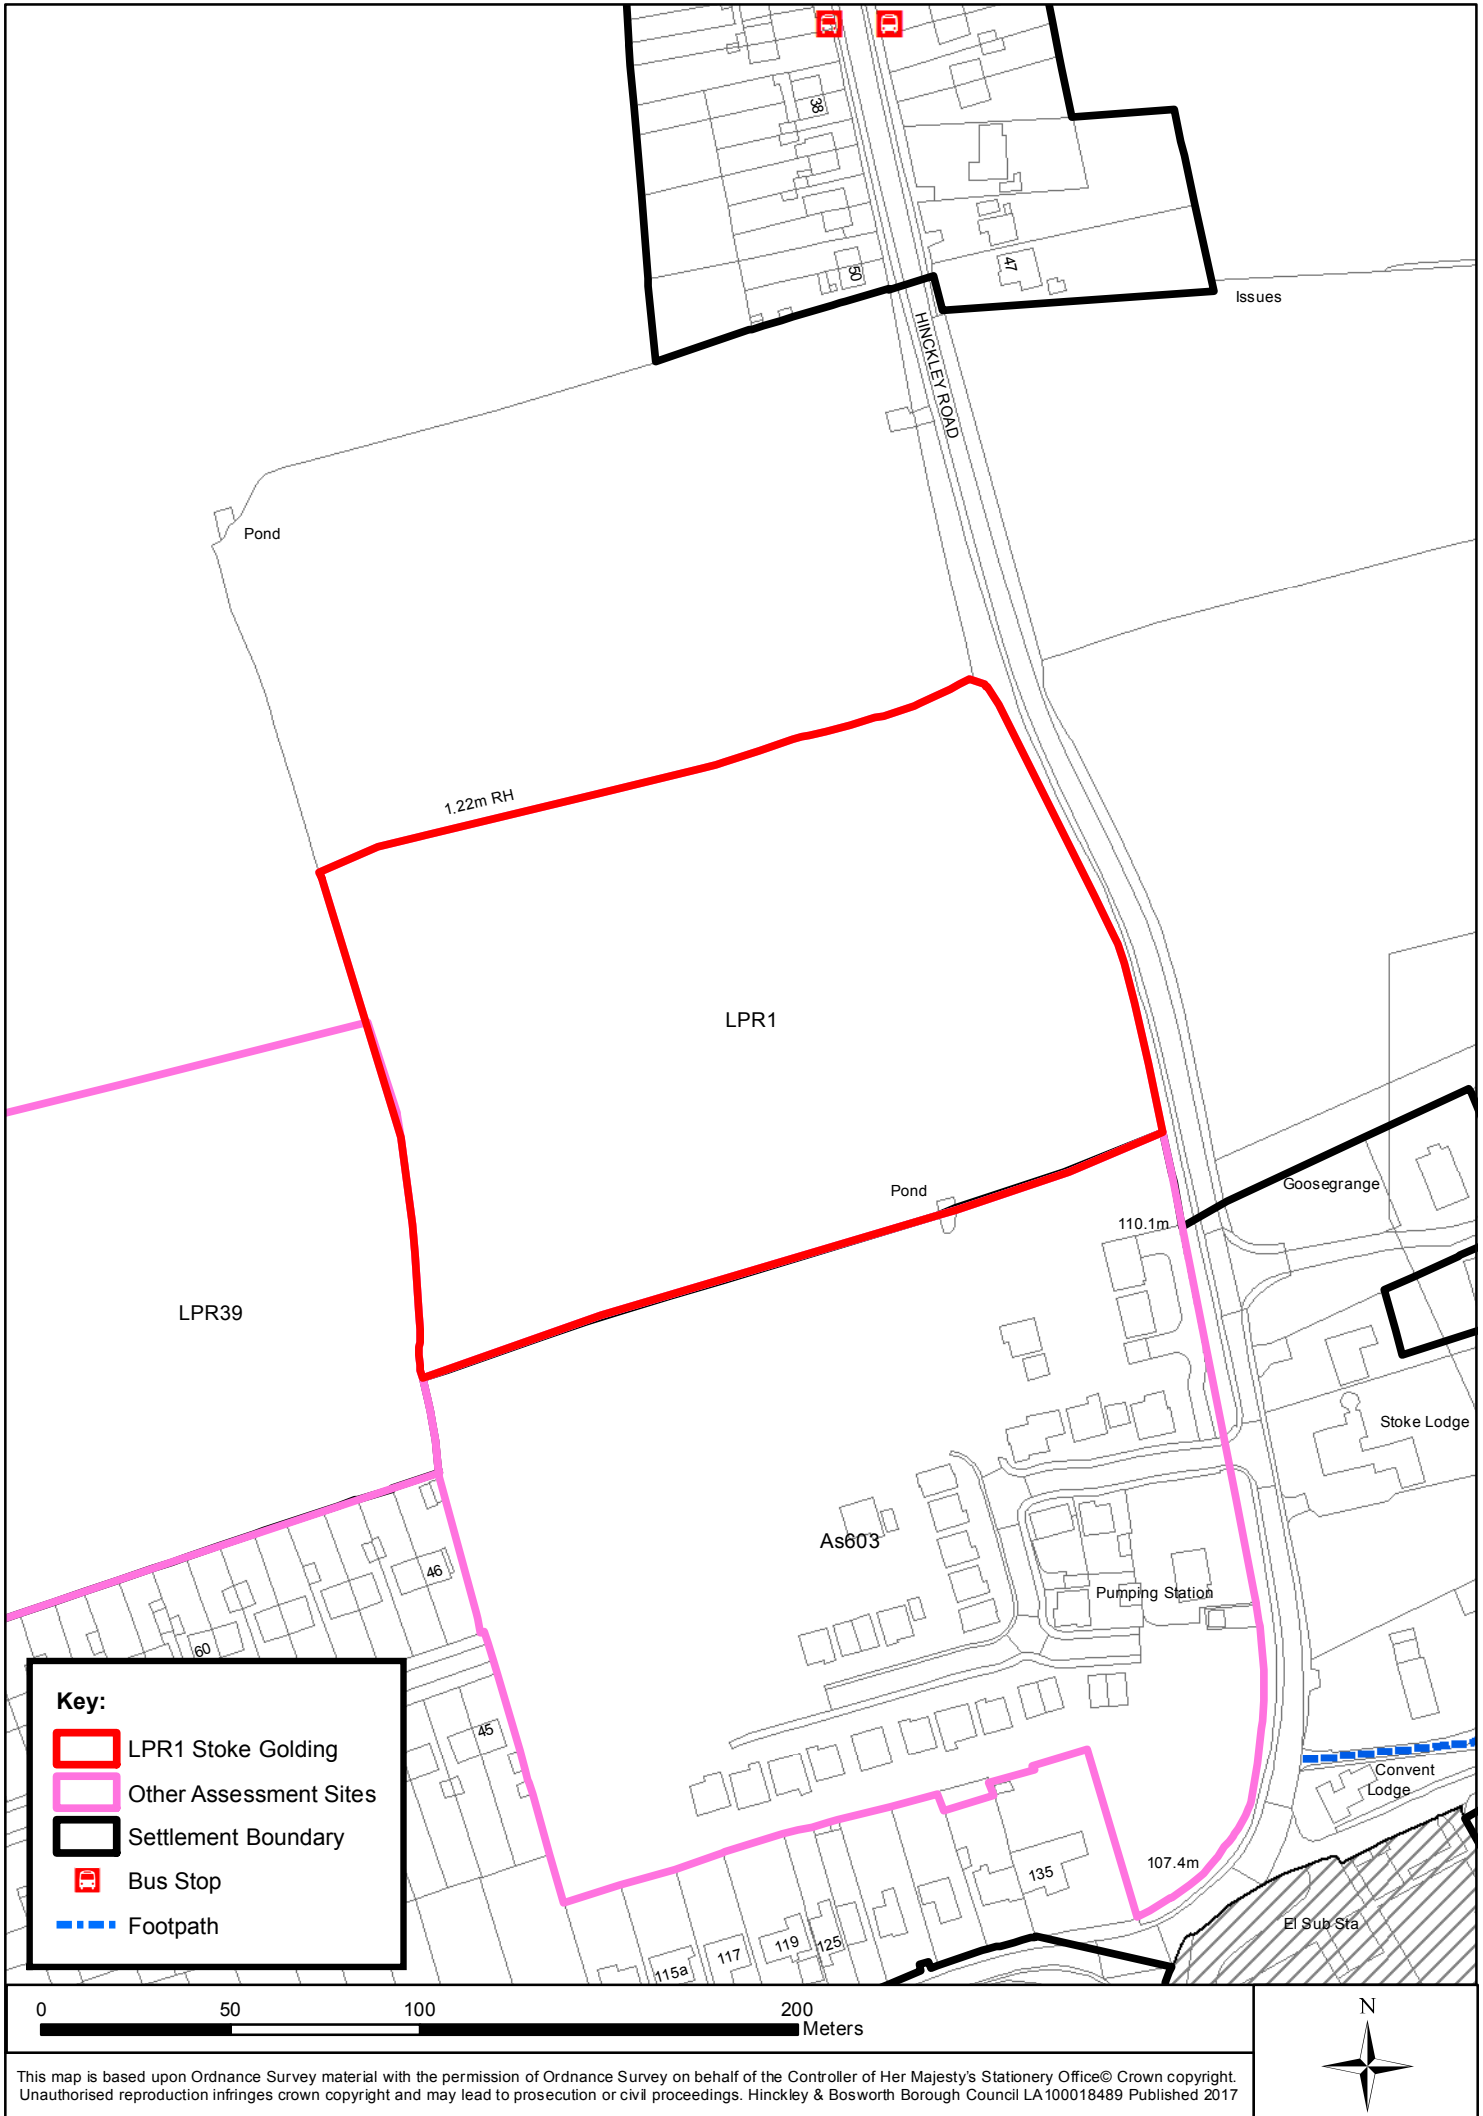 38
50
47
Issues
HINCKLEY ROAD
Pond
1.22m RH
LPR1
Pond
Goosegrange
110.1m
LPR39
Stoke Lodge
As603
46
Pumping Station
60
45
Convent
Lodge
107.4m
135
El Sub Sta
119
125
117
115a
Key:
LPR1 Stoke Golding
Other Assessment Sites
Settlement Boundary
Bus Stop
Footpath
0 50 100 200
Meters
N
This map is based upon Ordnance Survey material with the permission of Ordnance Survey on behalf of the Controller of Her Majesty's Stationery Office© Crown copyright.
Unauthorised reproduction infringes crown copyright and may lead to prosecution or civil proceedings. Hinckley & Bosworth Borough Council LA100018489 Published 2017